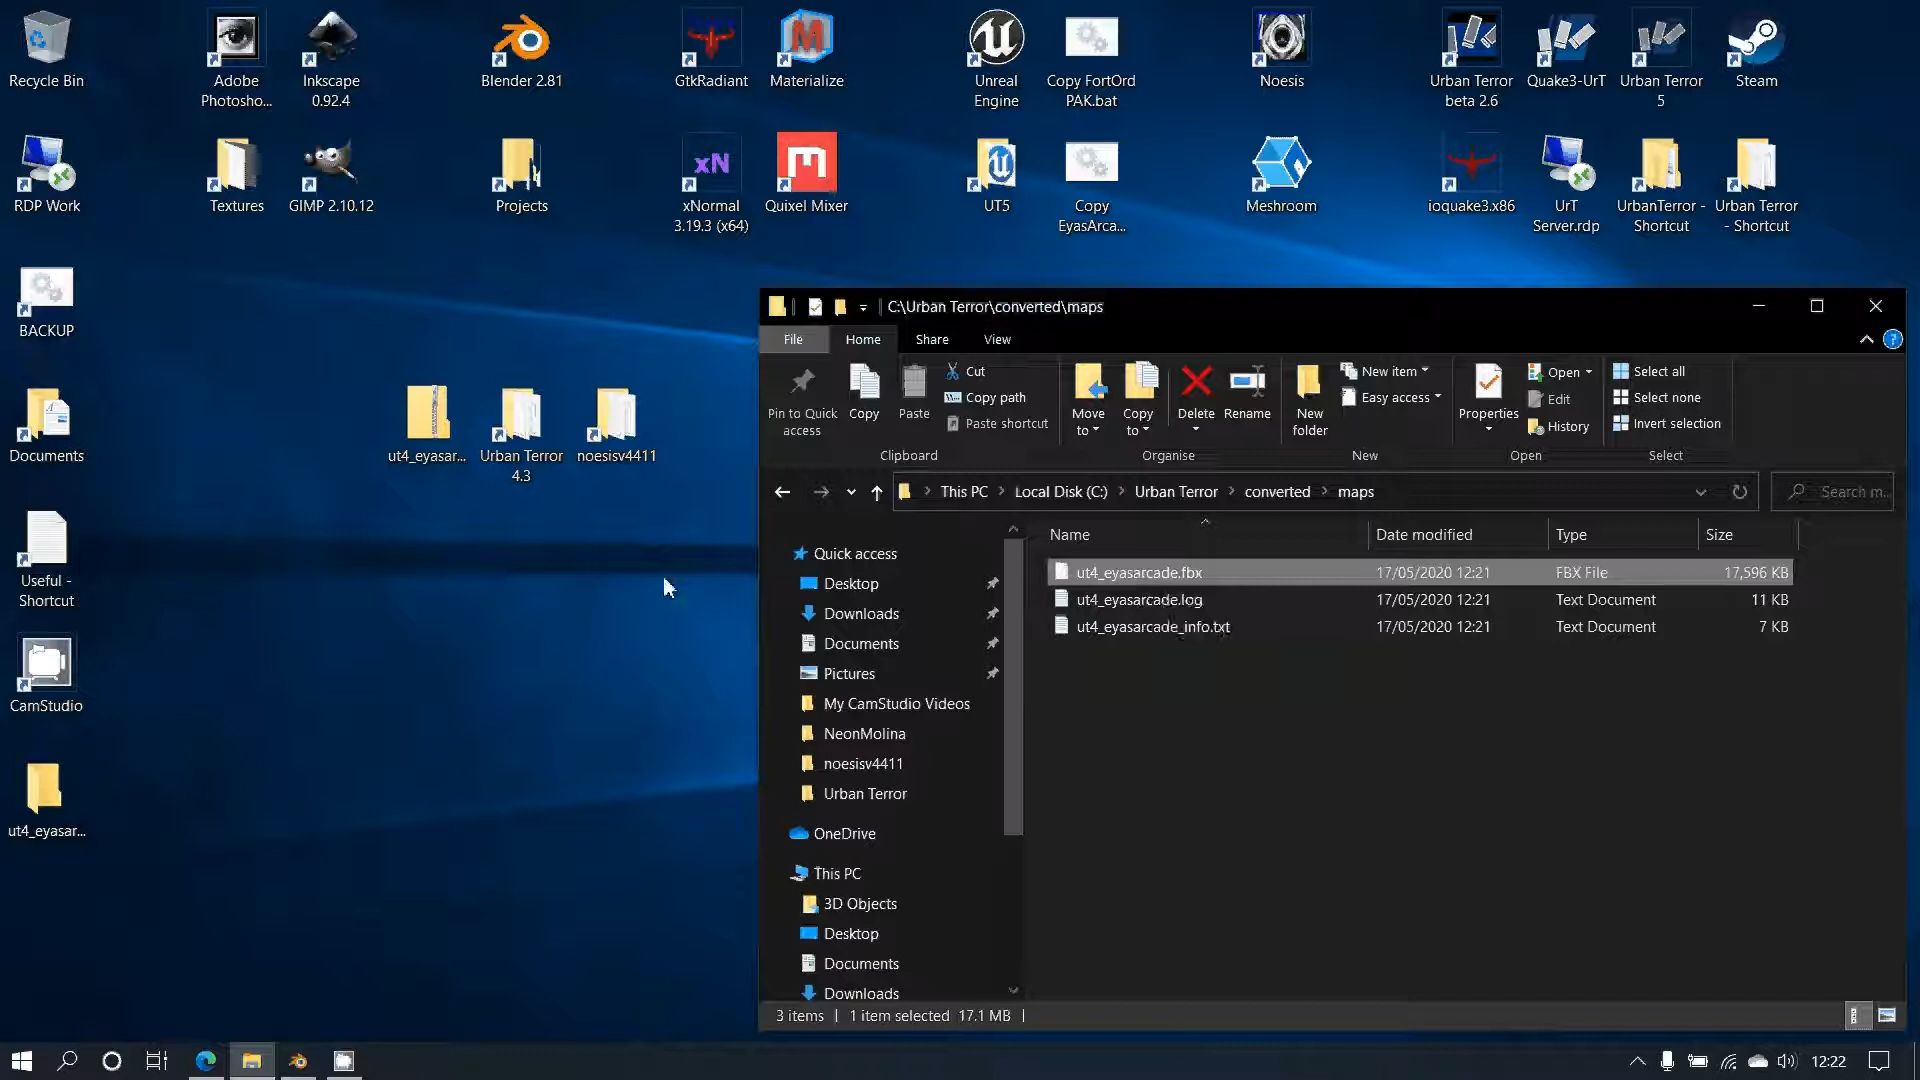 Recycle Bin
Adobe
Photosho...
Inkscape
0.92.4
Blender 2.81
GtkRadiant
Materialize
Unreal
Engine
Copy FortOrd
PAK.bat
Noesis
Urban Terror
beta 2.6
Quake3-UrT
Urban Terror
5
Steam
RDP Work
Textures
GIMP 2.10.12
Projects
xN
xNormal
3.19.3 (x64)
Quixel Mixer
UT5
Copy
EyasArca...
Meshroom
ioquake3.x86
UrT
Server.rdp
UrbanTerror -
Shortcut
Urban Terror
- Shortcut
BACKUP
Documents
ut4_eyasar...
Urban Terror
4.3
noesisv4411
Useful -
Shortcut
CamStudio
ut4_eyasar...
C:\Urban Terror\converted\maps
File
Home
Share
View
Pin to Quick
access
Copy
Paste
Cut
Copy path
Paste shortcut
Clipboard
Move
to
Copy
to
Delete
Rename
Organise
New
folder
New item
Easy access
New
Properties
Open
Edit
History
Open
Select all
Select none
Invert selection
Select
This PC
Local Disk (C:)
Urban Terror
converted
maps
Search m...
Name
Date modified
Type
Size
ut4_eyasarcade.fbx 17/05/2020 12:21 FBX File 17,596 KB
ut4_eyasarcade.log 17/05/2020 12:21 Text Document 11 KB
ut4_eyasarcade_info.txt 17/05/2020 12:21 Text Document 7 KB
Quick access
Desktop
Downloads
Documents
Pictures
My CamStudio Videos
NeonMolina
noesisv4411
Urban Terror
OneDrive
This PC
3D Objects
Desktop
Documents
Downloads
3 items
1 item selected 17.1 MB
12:22